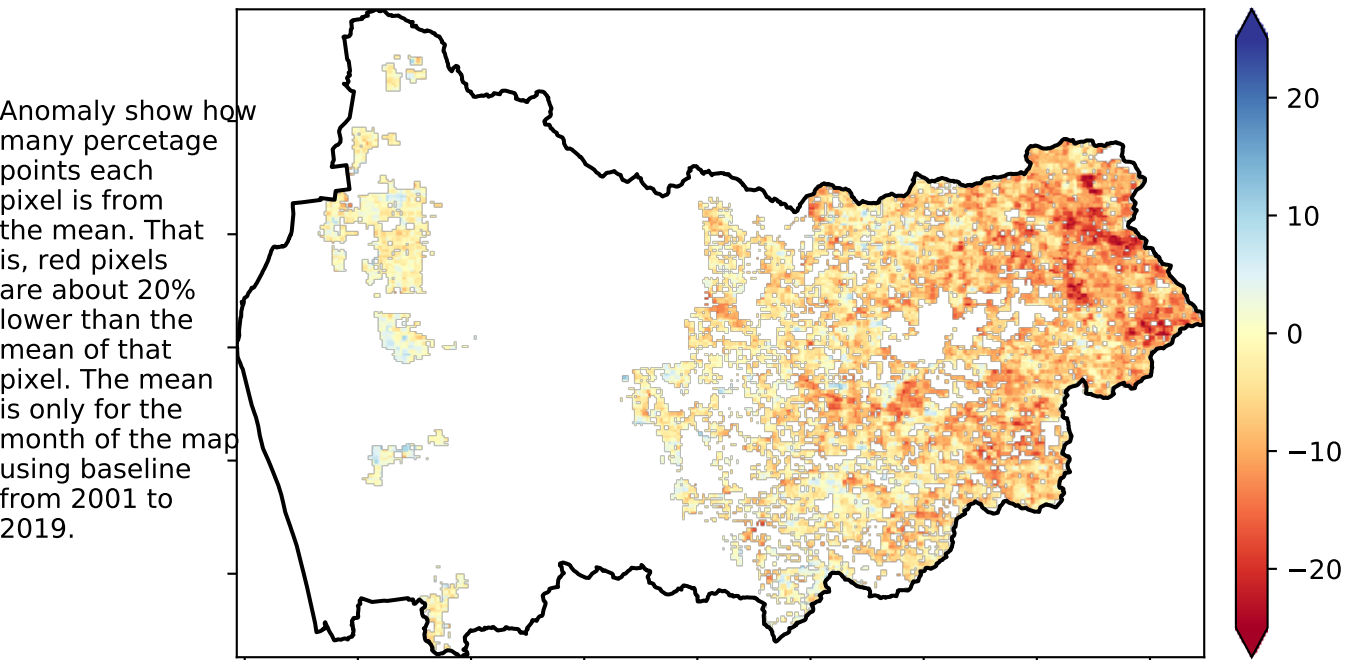 Anomaly show how
many percetage
points each
pixel is from
the mean. That
is, red pixels
are about 20%
lower than the
mean of that
pixel. The mean
is only for the
month of the map
using baseline
from 2001 to
2019.
20
10
0
−10
−20